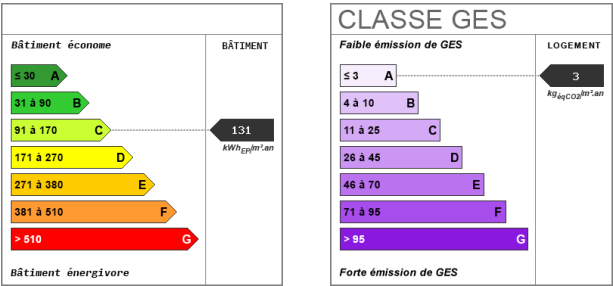 Bâtiment économe
BÂTIMENT
≤ 30 A
31 à 90 B
91 à 170 C
131
kWhEP/m².an
171 à 270 D
271 à 380 E
381 à 510 F
> 510 G
Bâtiment énergivore
CLASSE GES
Faible émission de GES
LOGEMENT
≤ 3 A
3
kgéqCO2/m².an
4 à 10 B
11 à 25 C
26 à 45 D
46 à 70 E
71 à 95 F
> 95 G
Forte émission de GES